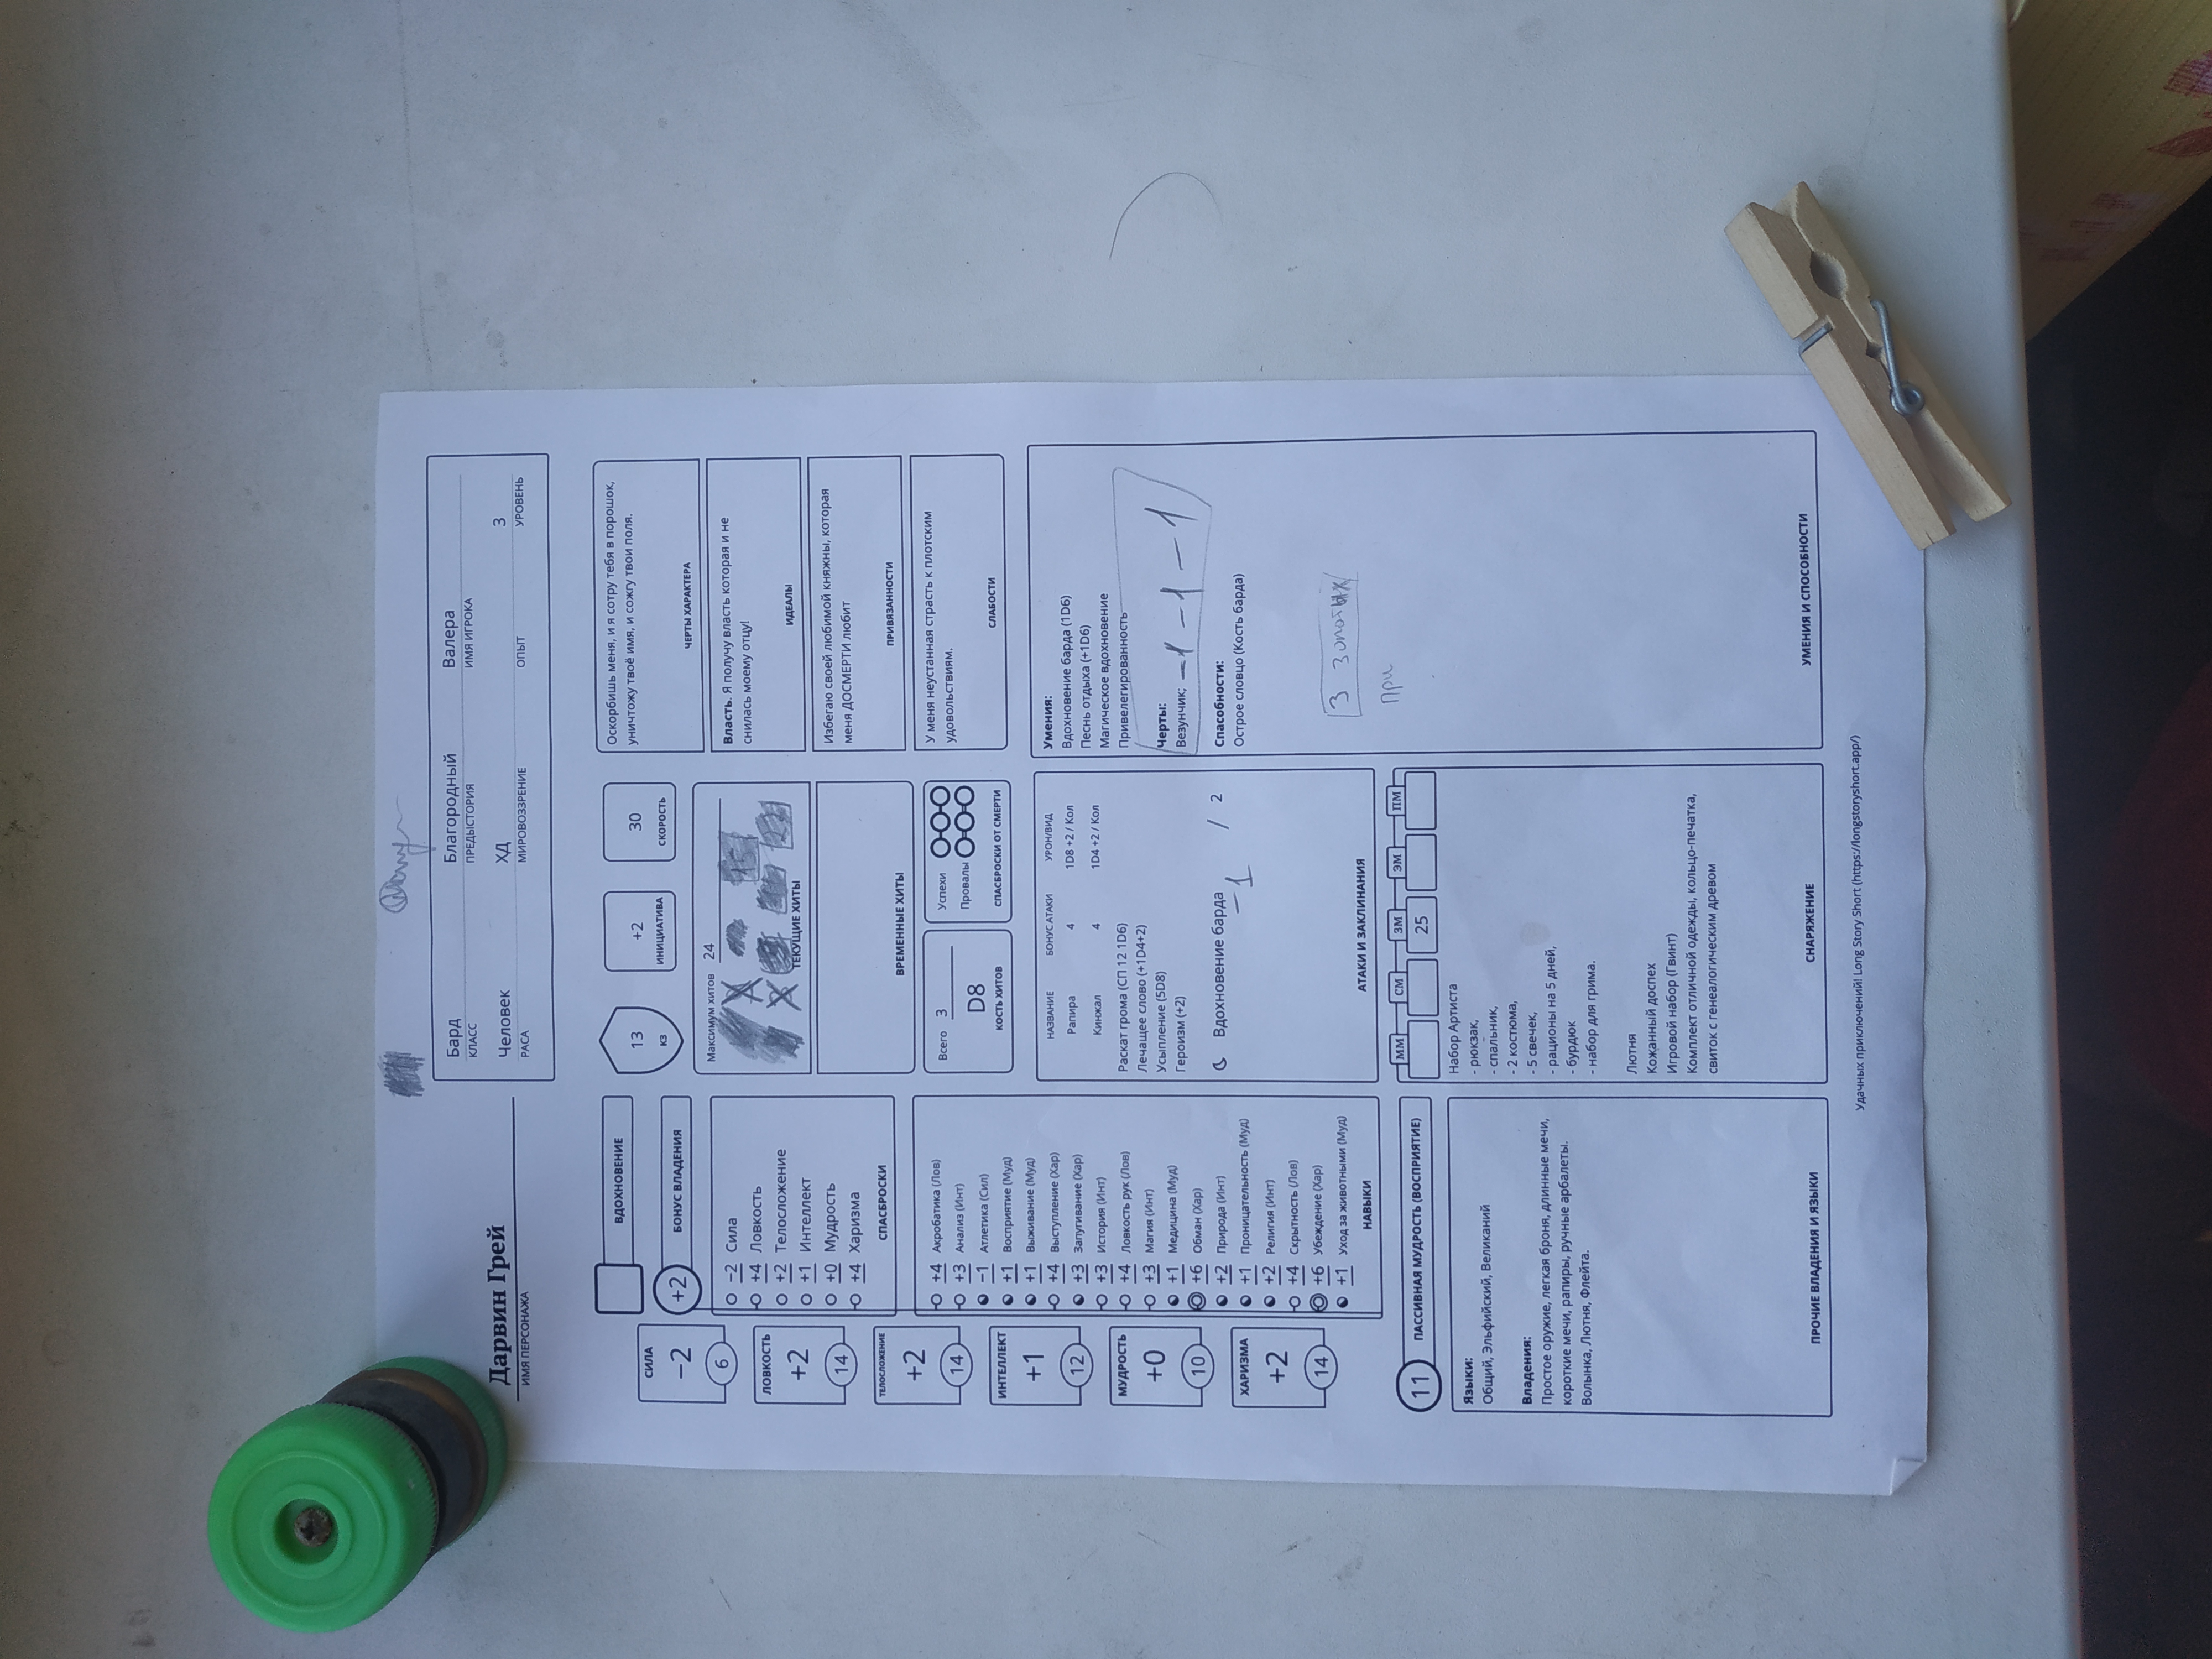 Дарвин Грей
ИМЯ ПЕРСОНАЖА
Бард
Благородный
Валера
КЛАСС
ПРЕДЫСТОРИЯ
ИМЯ ИГРОКА
Человек
ХД
3
РАСА
МИРОВОЗЗРЕНИЕ
ОПЫТ
УРОВЕНЬ
СИЛА
−2
6
ЛОВКОСТЬ
+2
14
ТЕЛОСЛОЖЕНИЕ
+2
14
ИНТЕЛЛЕКТ
+1
12
МУДРОСТЬ
+0
10
ХАРИЗМА
+2
14
ВДОХНОВЕНИЕ
+2 БОНУС ВЛАДЕНИЯ
−2 Сила
+4 Ловкость
+2 Телосложение
+1 Интеллект
+0 Мудрость
+4 Харизма
СПАСБРОСКИ
+4 Акробатика (Лов)
+3 Анализ (Инт)
−1 Атлетика (Сил)
+1 Восприятие (Муд)
+1 Выживание (Муд)
+4 Выступление (Хар)
+3 Запугивание (Хар)
+3 История (Инт)
+4 Ловкость рук (Лов)
+3 Магия (Инт)
+1 Медицина (Муд)
+6 Обман (Хар)
+2 Природа (Инт)
+1 Проницательность (Муд)
+2 Религия (Инт)
+4 Скрытность (Лов)
+6 Убеждение (Хар)
+1 Уход за животными (Муд)
НАВЫКИ
11 ПАССИВНАЯ МУДРОСТЬ (ВОСПРИЯТИЕ)
Языки:
Общий, Эльфийский, Великаний
Владения:
Простое оружие, легкая броня, длинные мечи,
короткие мечи, рапиры, ручные арбалеты.
Волынка, Лютня, Флейта.
ПРОЧИЕ ВЛАДЕНИЯ И ЯЗЫКИ
13
КЗ
+2
ИНИЦИАТИВА
30
СКОРОСТЬ
Максимум хитов 24
ТЕКУЩИЕ ХИТЫ
ВРЕМЕННЫЕ ХИТЫ
Всего 3
D8
КОСТЬ ХИТОВ
Успехи
Провалы
СПАСБРОСКИ ОТ СМЕРТИ
НАЗВАНИЕ БОНУС АТАКИ УРОН/ВИД
Рапира 4 1D8 +2 / Кол
Кинжал 4 1D4 +2 / Кол
Раскат грома (СП 12 1D6)
Лечащее слово (+1D4+2)
Усыпление (5D8)
Героизм (+2)
Вдохновение барда / 2
−1
АТАКИ И ЗАКЛИНАНИЯ
ММ СМ ЗМ ЭМ ПМ
25
Набор Артиста
- рюкзак,
- спальник,
- 2 костюма,
- 5 свечек,
- рационы на 5 дней,
- бурдюк
- набор для грима.
Лютня
Кожанный доспех
Игровой набор (Гвинт)
Комплект отличной одежды, кольцо-печатка,
свиток с генеалогическим древом
СНАРЯЖЕНИЕ
Оскорбишь меня, и я сотру тебя в порошок,
уничтожу твоё имя, и сожгу твои поля.
ЧЕРТЫ ХАРАКТЕРА
Власть. Я получу власть которая и не
снилась моему отцу!
ИДЕАЛЫ
Избегаю своей любимой княжны, которая
меня ДОСМЕРТИ любит
ПРИВЯЗАННОСТИ
У меня неустанная страсть к плотским
удовольствиям.
СЛАБОСТИ
Умения:
Вдохновение барда (1D6)
Песнь отдыха (+1D6)
Магическое вдохновение
Привелегированность
Черты:
Везунчик; −1 −1 −1
Спасобности:
Острое словцо (Кость барда)
3 золотых
при
УМЕНИЯ И СПОСОБНОСТИ
Удачных приключений! Long Story Short (https://longstoryshort.app/)